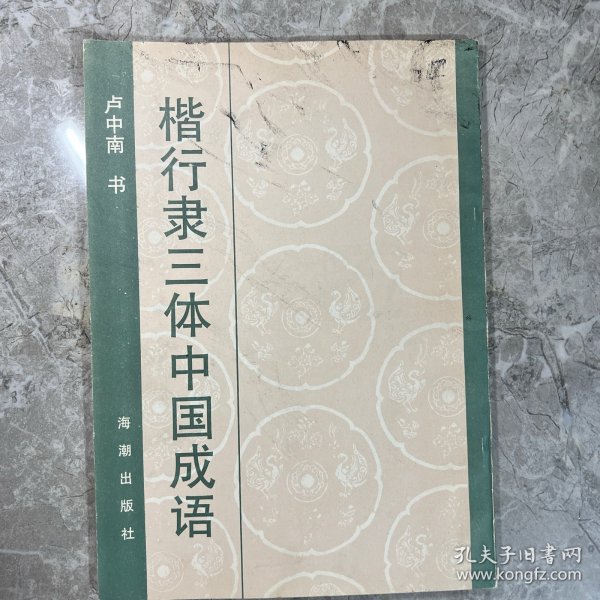 楷行隶三体中国成语
卢中南 书
海潮出版社
孔夫子旧书网
www.kongfz.com